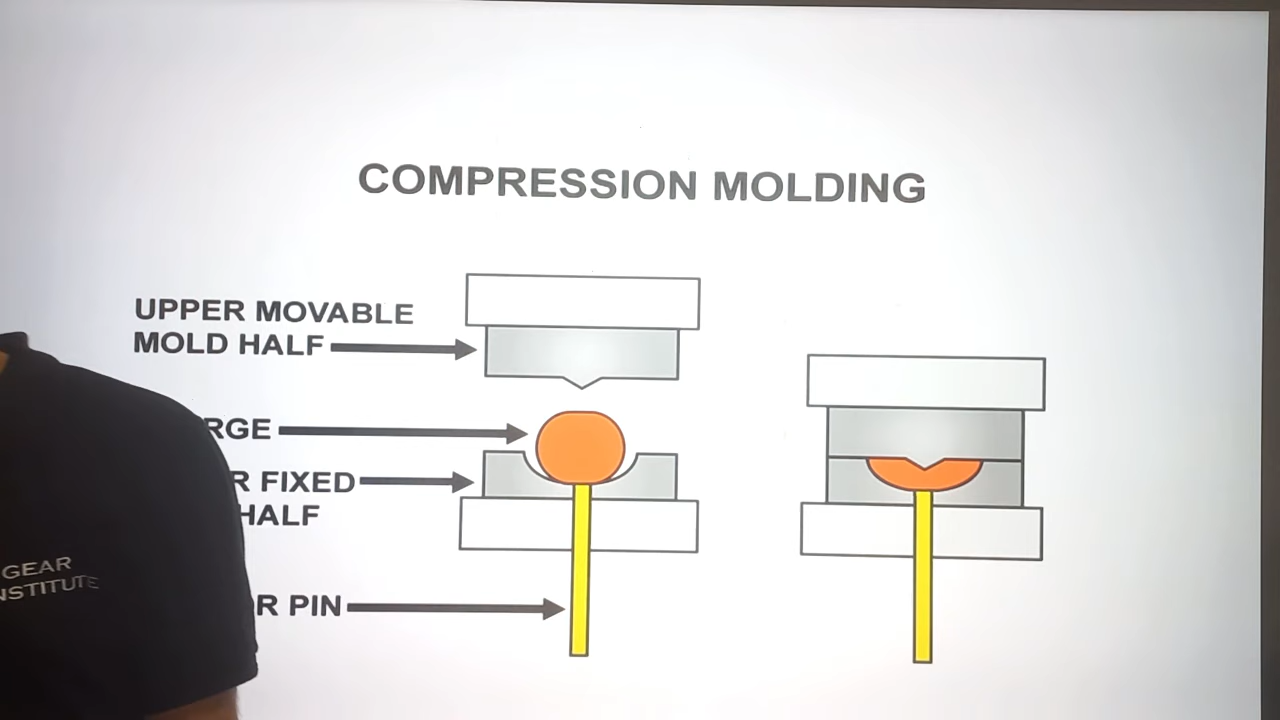 COMPRESSION MOLDING
UPPER MOVABLE
MOLD HALF
RGE
R FIXED
HALF
R PIN
GEAR
NSTITUTE